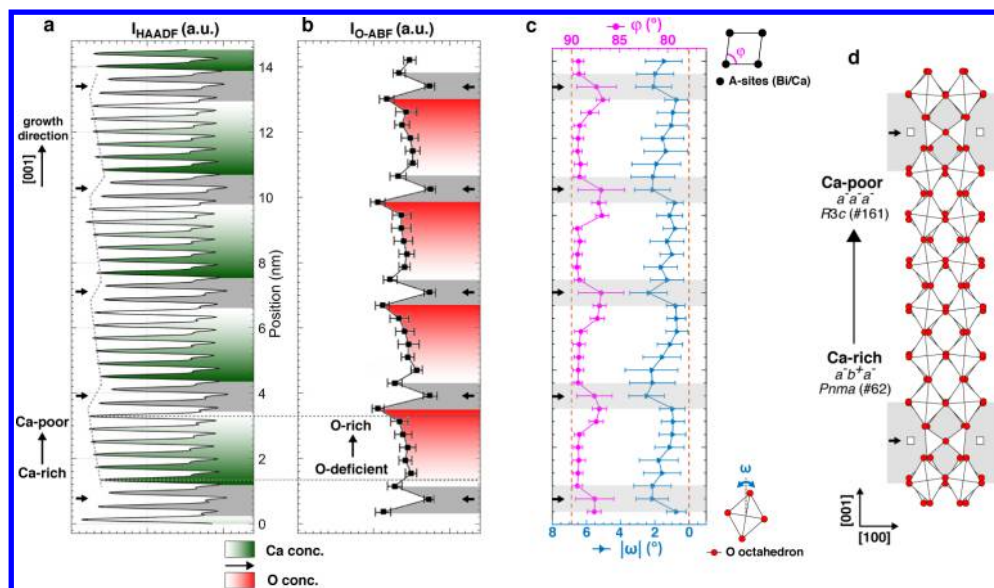 a
I_HAADF (a.u.)
14
12
10
8
6
4
2
0
Position (nm)
growth
direction
[001]
Ca-poor
Ca-rich
b
I_O-ABF (a.u.)
O-rich
O-deficient
Ca conc.
O conc.
c
φ (°)
90 85 80
φ
A-sites (Bi/Ca)
8 6 4 2 0
|ω| (°)
ω
O octahedron
d
Ca-poor
a⁻a⁻a⁻
R3c (#161)
Ca-rich
a⁻b⁺a⁻
Pnma (#62)
[001]
[100]